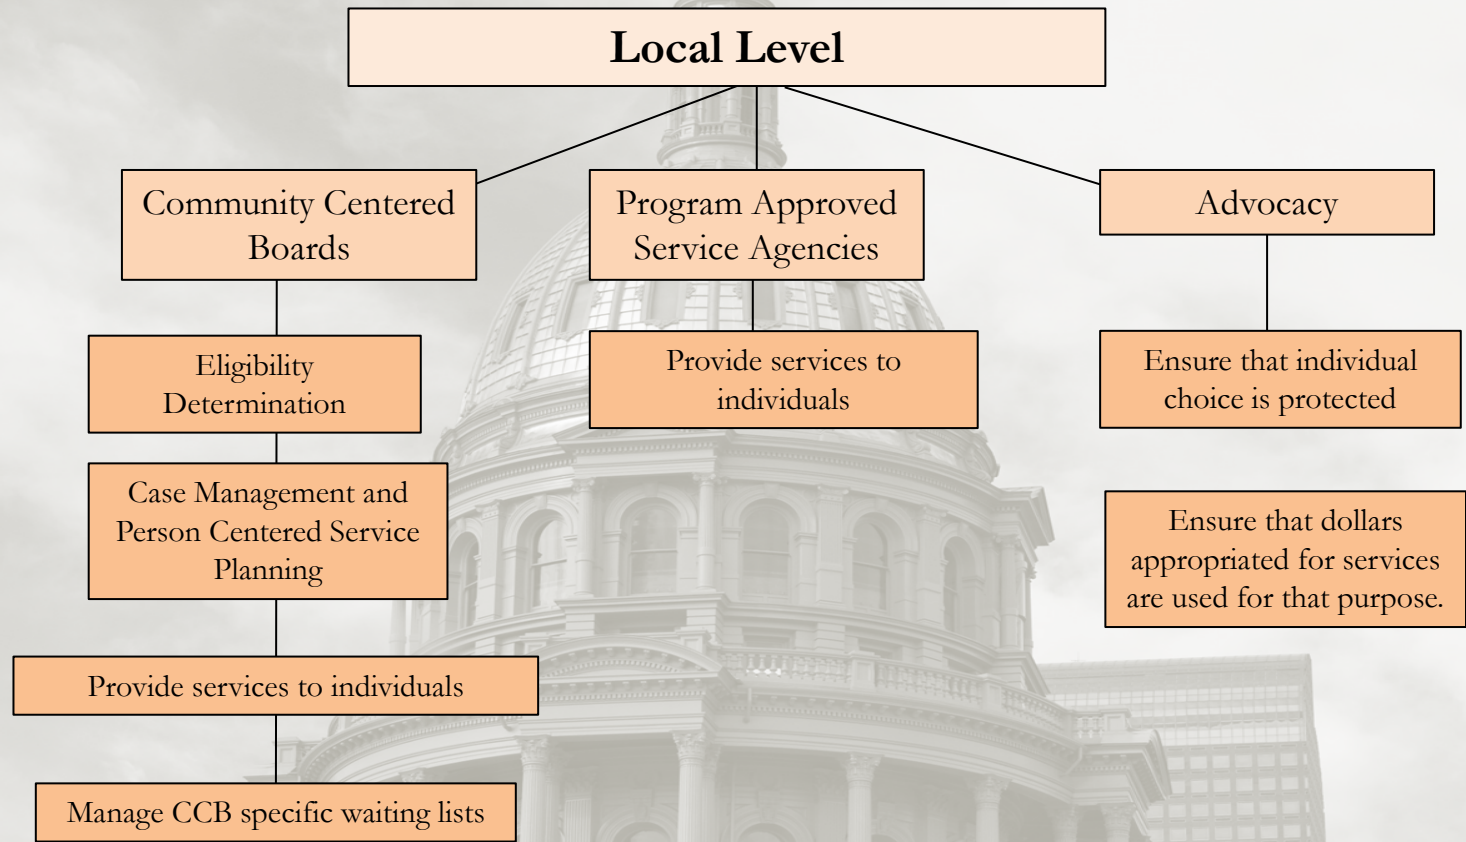 Local Level
Community Centered
Boards
Program Approved
Service Agencies
Advocacy
Eligibility
Determination
Provide services to
individuals
Ensure that individual
choice is protected
Case Management and
Person Centered Service
Planning
Ensure that dollars
appropriated for services
are used for that purpose.
Provide services to individuals
Manage CCB specific waiting lists